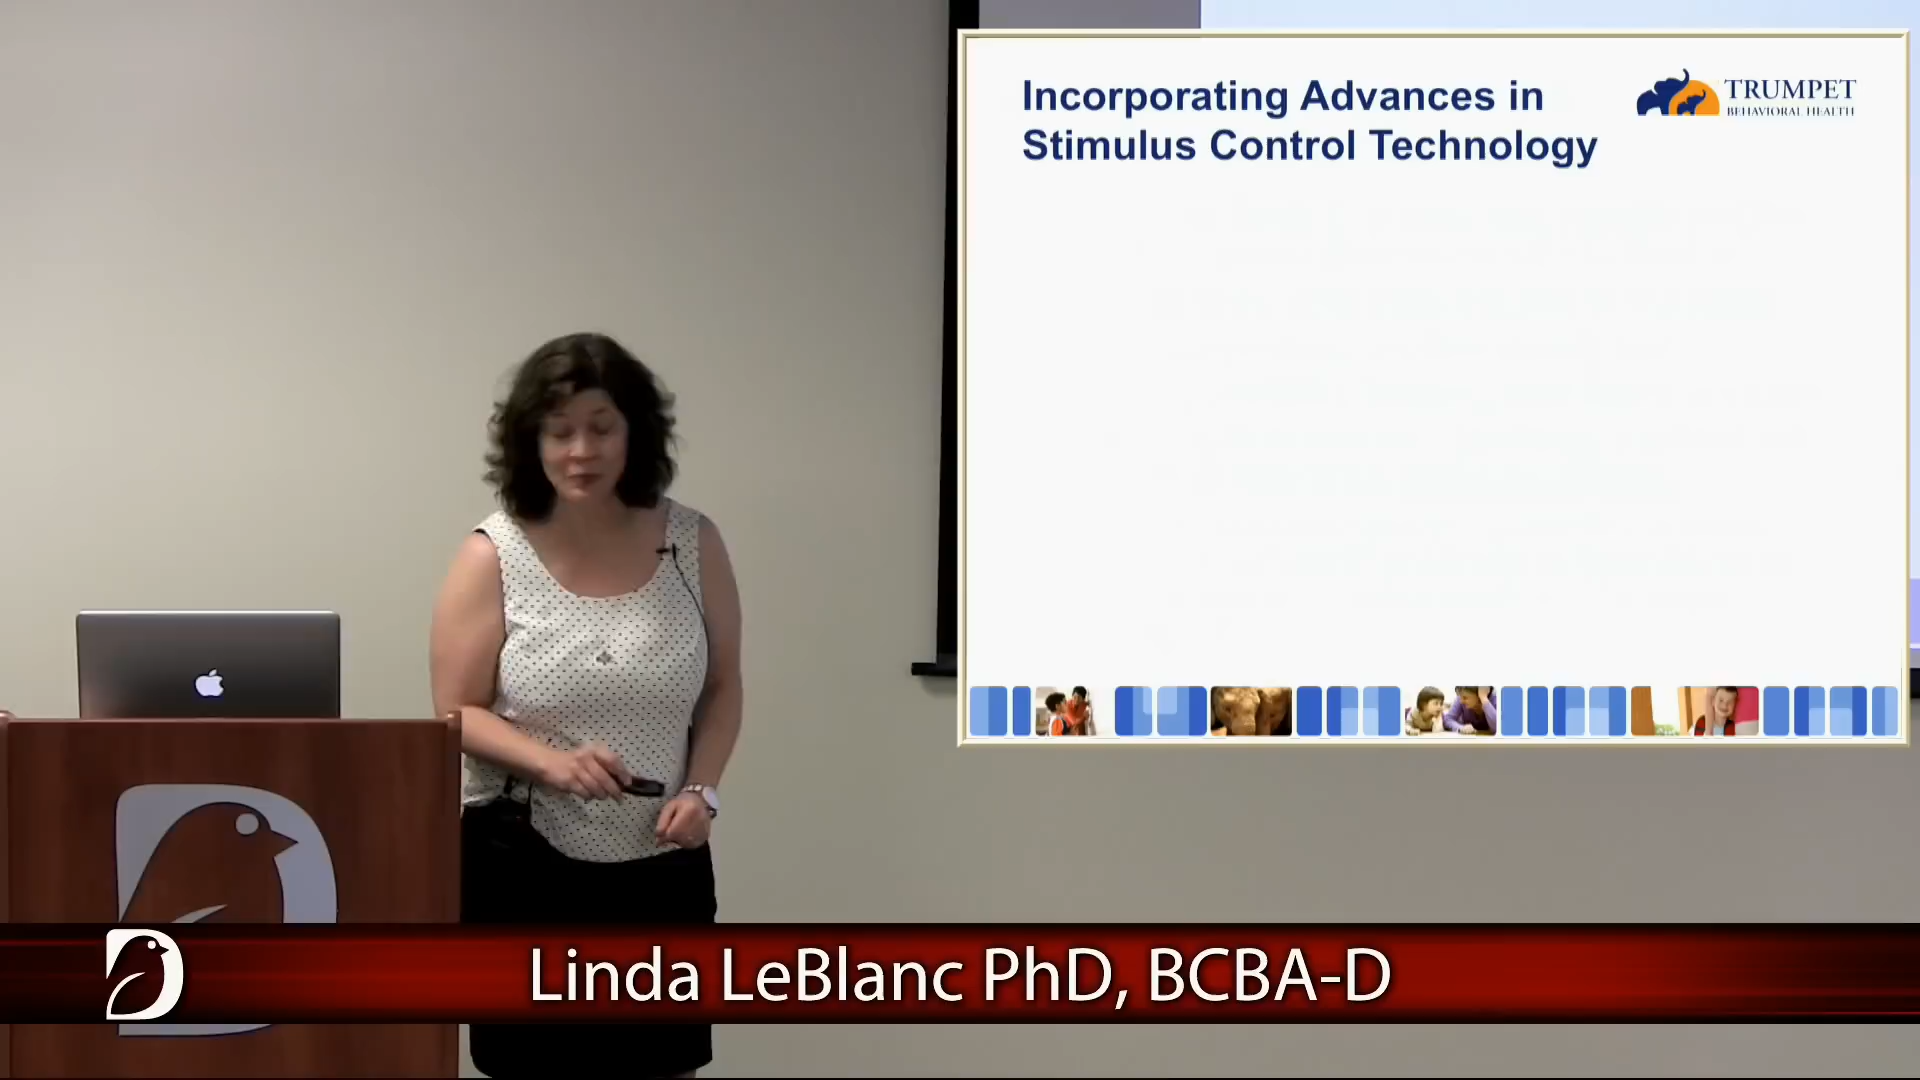 Incorporating Advances in
Stimulus Control Technology
TRUMPET
BEHAVIORAL HEALTH
Linda LeBlanc PhD, BCBA-D